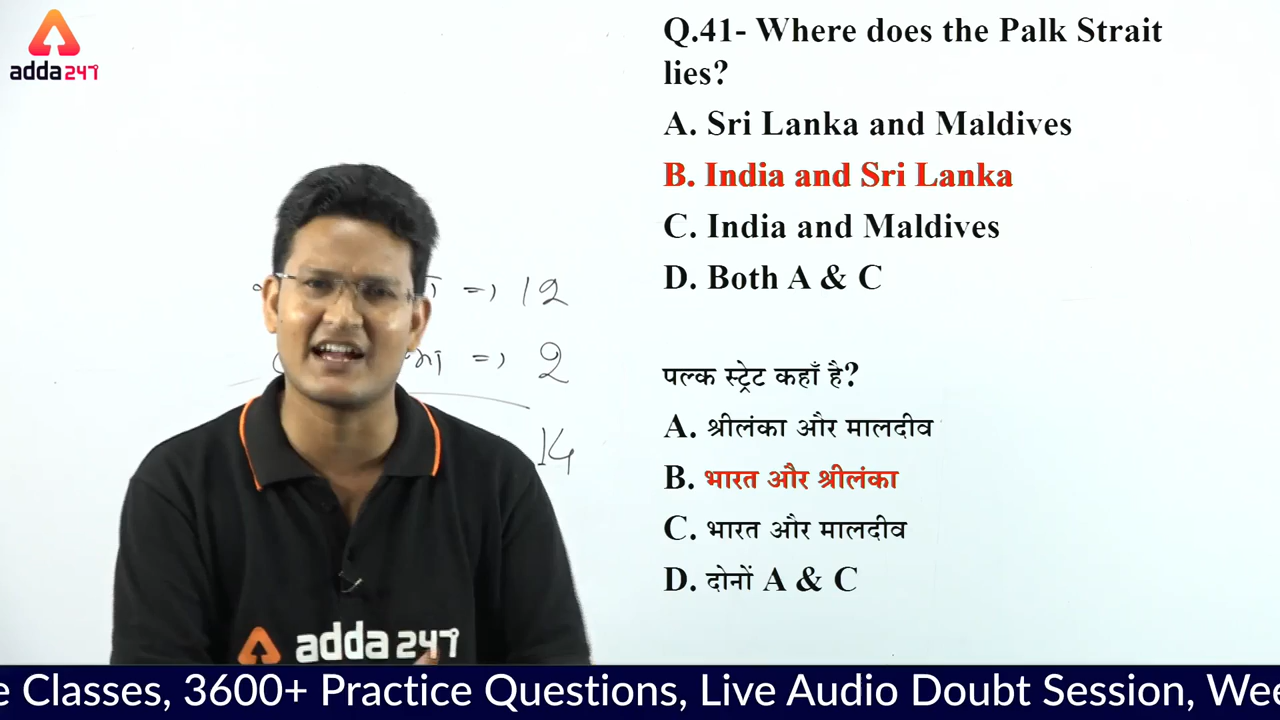 adda247
Q.41- Where does the Palk Strait
lies?
A. Sri Lanka and Maldives
B. India and Sri Lanka
C. India and Maldives
D. Both A & C
=> 12
=> 2
14
पल्क स्ट्रेट कहाँ है?
A. श्रीलंका और मालदीव
B. भारत और श्रीलंका
C. भारत और मालदीव
D. दोनों A & C
adda247
e Classes, 3600+ Practice Questions, Live Audio Doubt Session, Wee